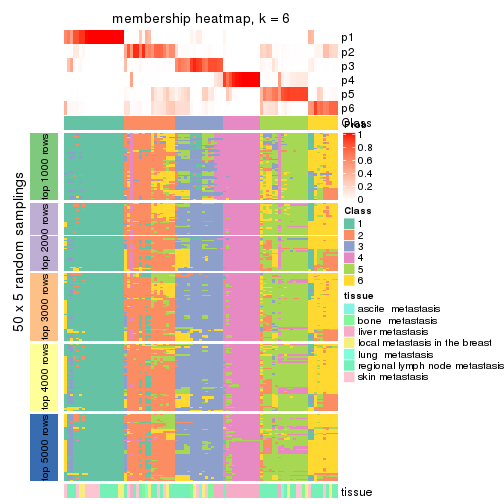 membership heatmap, k = 6
p1
p2
p3
p4
p5
p6
Class
Prob
1
0.8
0.6
0.4
0.2
0
Class
1
2
3
4
5
6
tissue
ascite metastasis
bone metastasis
liver metastasis
local metastasis in the breast
lung metastasis
regional lymph node metastasis
skin metastasis
50 x 5 random samplings
top 1000 rows
top 2000 rows
top 3000 rows
top 4000 rows
top 5000 rows
tissue